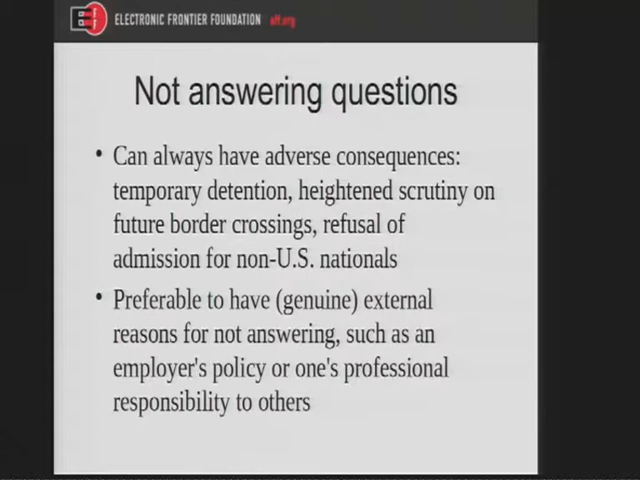 ELECTRONIC FRONTIER FOUNDATION eff.org
Not answering questions
• Can always have adverse consequences:
temporary detention, heightened scrutiny on
future border crossings, refusal of
admission for non-U.S. nationals
• Preferable to have (genuine) external
reasons for not answering, such as an
employer's policy or one's professional
responsibility to others